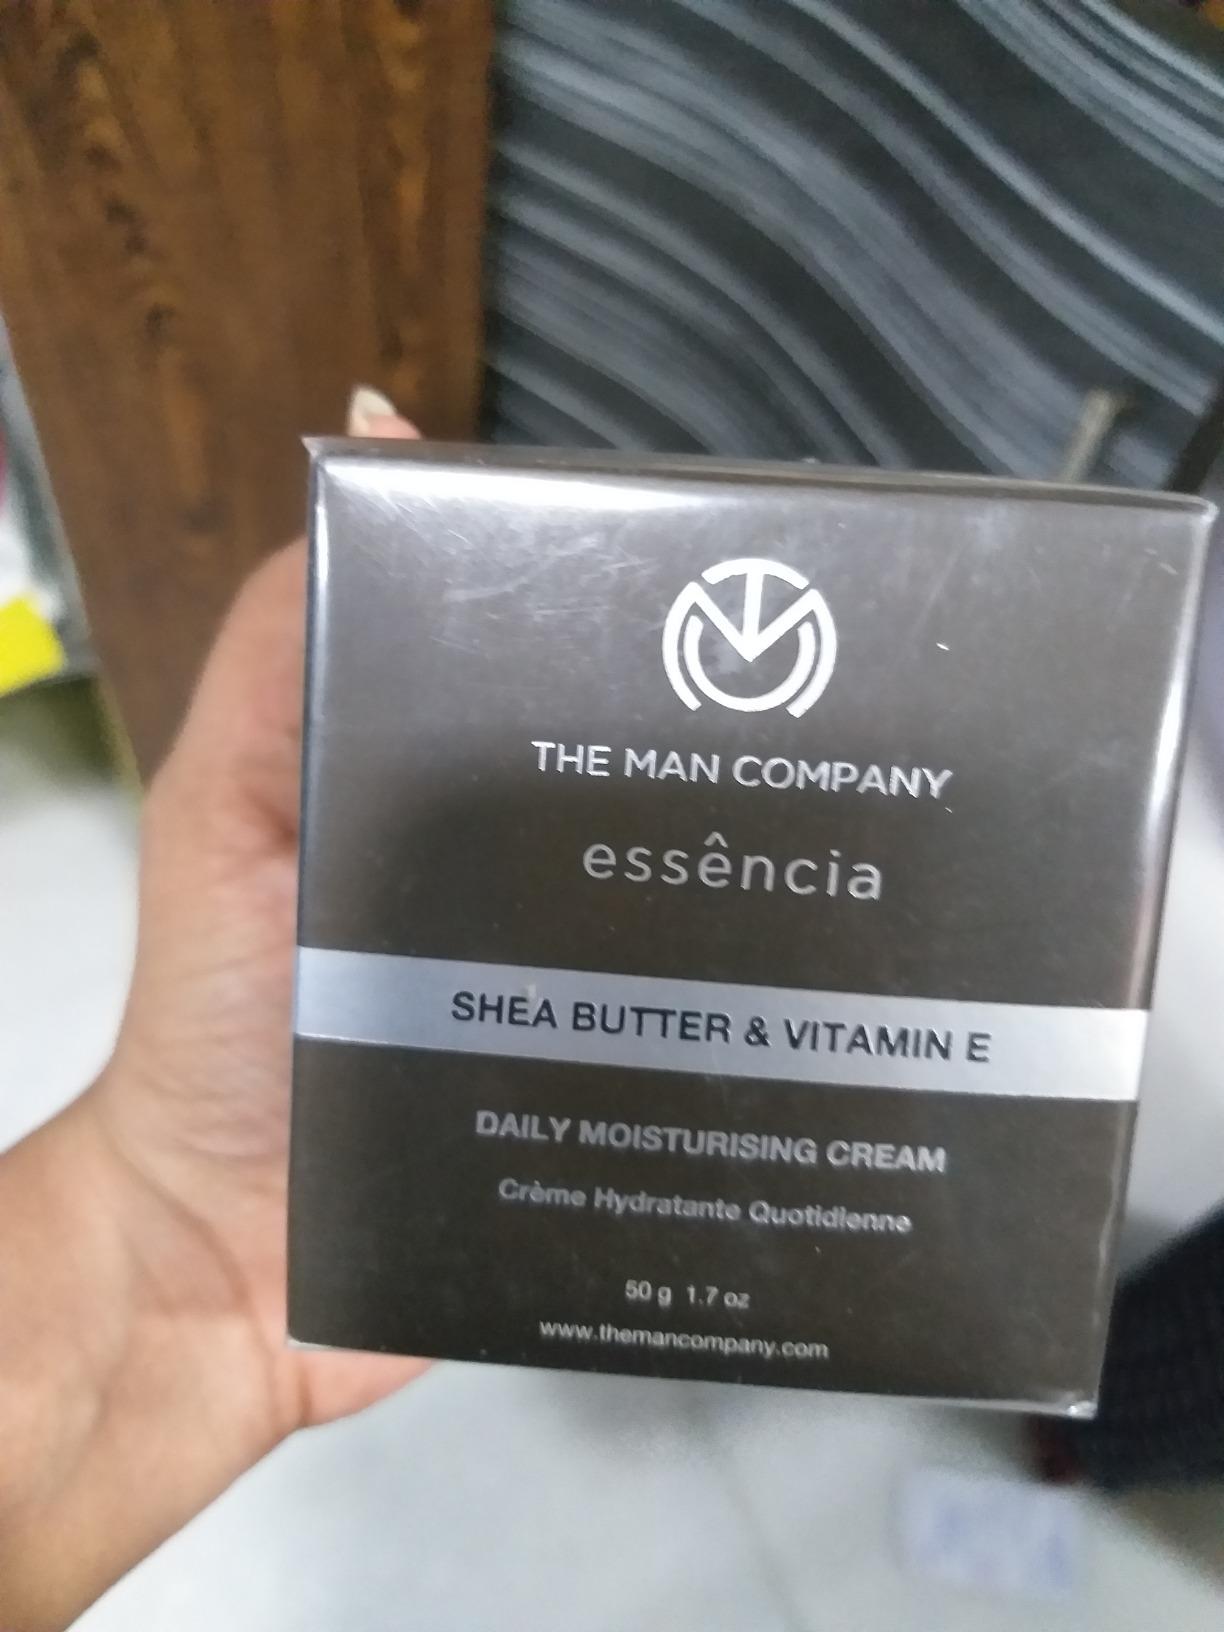 THE MAN COMPANY
essência
SHEA BUTTER & VITAMIN E
DAILY MOISTURISING CREAM
Crème Hydratante Quotidienne
50 g 1.7 oz
www.themancompany.com